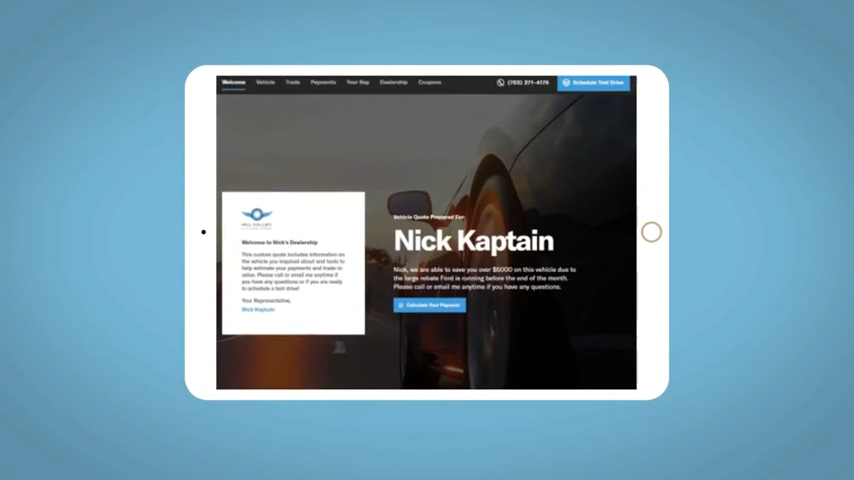 Welcome Vehicle Trade Payments Your Rep Dealership Coupons (702) 271-4175 Schedule Test Drive
Welcome to Nick's Dealership
This custom quote includes information on
the vehicle you inquired about and tools to
help estimate your payments and trade-in
value. Please call or email me anytime if
you have any questions or if you are ready
to schedule a test drive!
Your Representative,
Nick Kaptain
Vehicle Quote Prepared For:
Nick Kaptain
Nick, we are able to save you over $6000 on this vehicle due to
the large rebate Ford is running before the end of the month.
Please call or email me anytime if you have any questions.
Calculate Your Payment